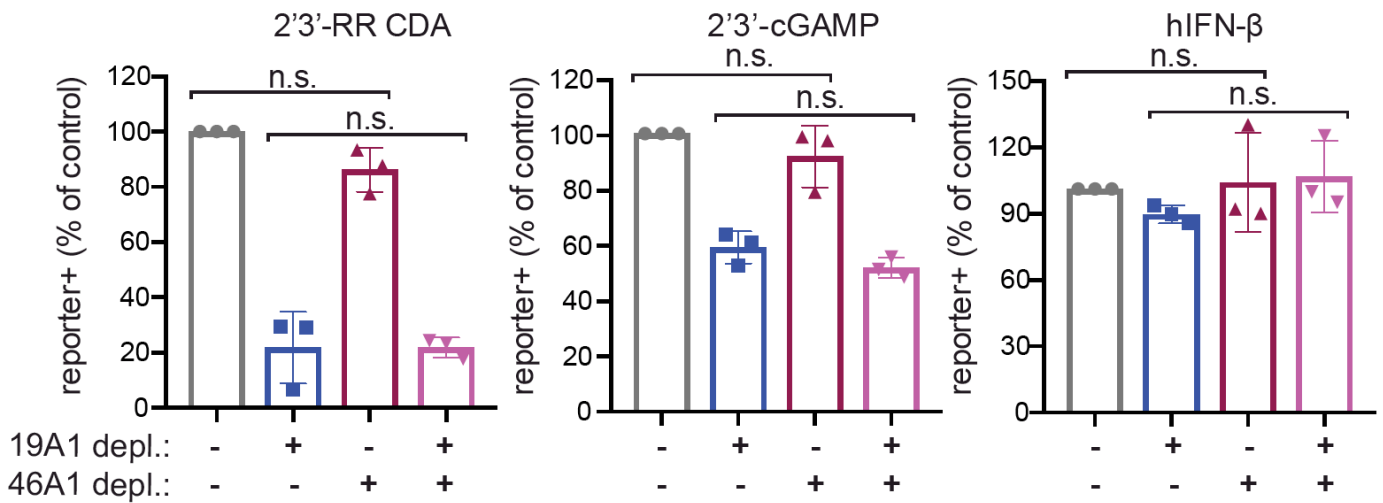 2'3'-RR CDA
n.s.
n.s.
reporter+ (% of control)
120
100
80
60
40
20
0
2'3'-cGAMP
n.s.
n.s.
reporter+ (% of control)
120
100
80
60
40
20
0
hIFN-β
n.s.
n.s.
reporter+ (% of control)
150
120
90
60
30
0
19A1 depl.: - + - + - + - + - + - +
46A1 depl.: - - + + - - + + - - + +